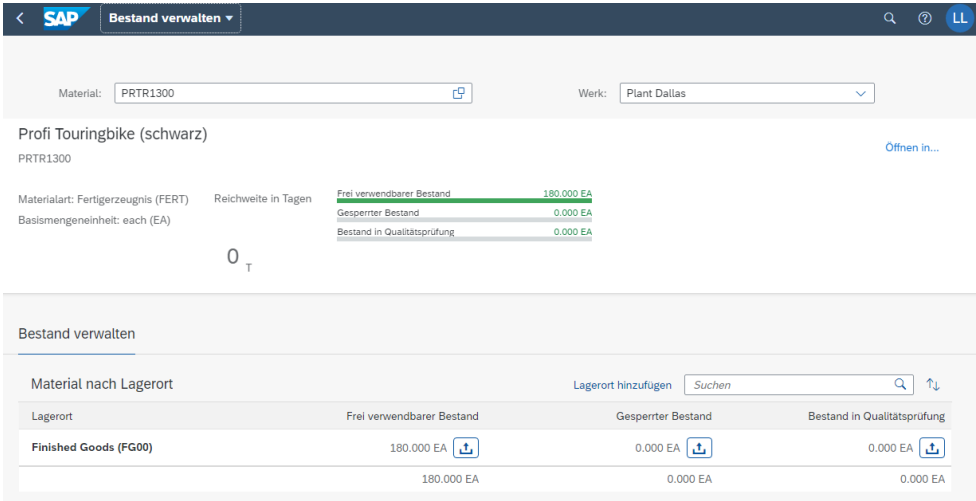 SAP Bestand verwalten LL
Material: PRTR1300 Werk: Plant Dallas
Profi Touringbike (schwarz)
Öffnen in...
PRTR1300
Materialart: Fertigerzeugnis (FERT) Reichweite in Tagen Frei verwendbarer Bestand 180.000 EA
Gesperrter Bestand 0.000 EA
Basismengeneinheit: each (EA) Bestand in Qualitätsprüfung 0.000 EA
0 T
Bestand verwalten
Material nach Lagerort Lagerort hinzufügen Suchen
Lagerort Frei verwendbarer Bestand Gesperrter Bestand Bestand in Qualitätsprüfung
Finished Goods (FG00) 180.000 EA 0.000 EA 0.000 EA
180.000 EA 0.000 EA 0.000 EA